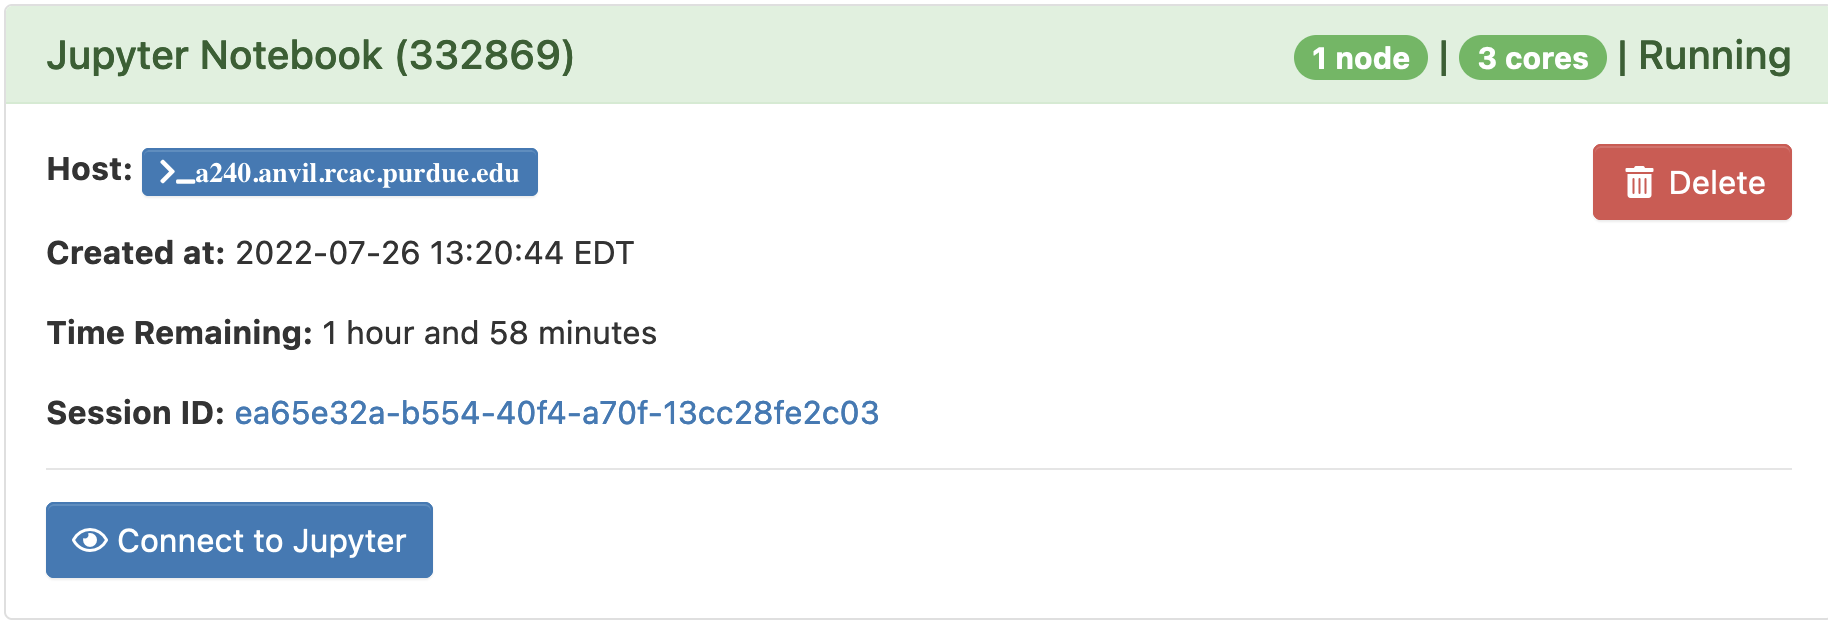 Jupyter Notebook (332869) 1 node | 3 cores | Running
Host: >_a240.anvil.rcac.purdue.edu Delete
Created at: 2022-07-26 13:20:44 EDT
Time Remaining: 1 hour and 58 minutes
Session ID: ea65e32a-b554-40f4-a70f-13cc28fe2c03
Connect to Jupyter